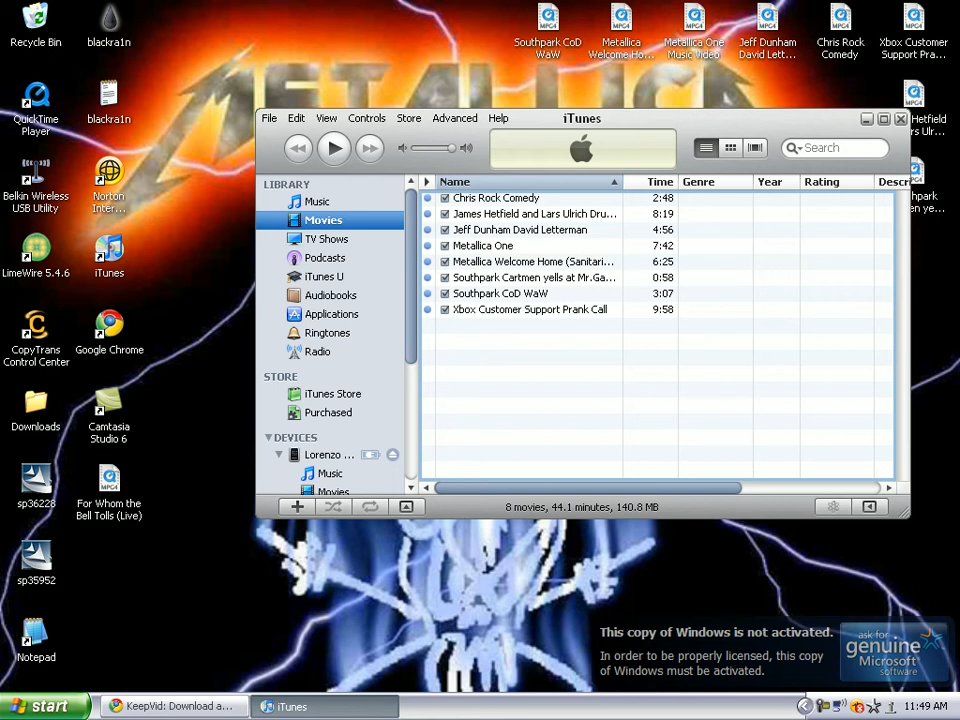 Recycle Bin
blackra1n
Southpark CoD
WaW
Metallica
Welcome Ho...
Metallica One
Music Video
Jeff Dunham
David Lett...
Chris Rock
Comedy
Xbox Customer
Support Pra...
METALLICA
QuickTime
Player
blackra1n
Belkin Wireless
USB Utility
Norton
Inter...
LimeWire 5.4.6
iTunes
CopyTrans
Control Center
Google Chrome
Downloads
Camtasia
Studio 6
sp36228
For Whom the
Bell Tolls (Live)
sp35952
Notepad
File Edit View Controls Store Advanced Help
iTunes
Search
LIBRARY
Music
Movies
TV Shows
Podcasts
iTunes U
Audiobooks
Applications
Ringtones
Radio
STORE
iTunes Store
Purchased
DEVICES
Lorenzo ...
Music
Movies
Name Time Genre Year Rating Descri
Chris Rock Comedy 2:48
James Hetfield and Lars Ulrich Dru... 8:19
Jeff Dunham David Letterman 4:56
Metallica One 7:42
Metallica Welcome Home (Sanitari... 6:25
Southpark Cartmen yells at Mr.Ga... 0:58
Southpark CoD WaW 3:07
Xbox Customer Support Prank Call 9:58
8 movies, 44.1 minutes, 140.8 MB
Hetfield
s Ulr...
park
n ye...
This copy of Windows is not activated.
In order to be properly licensed, this copy
of Windows must be activated.
ask for
genuine
Microsoft
software
start
KeepVid: Download a...
iTunes
11:49 AM